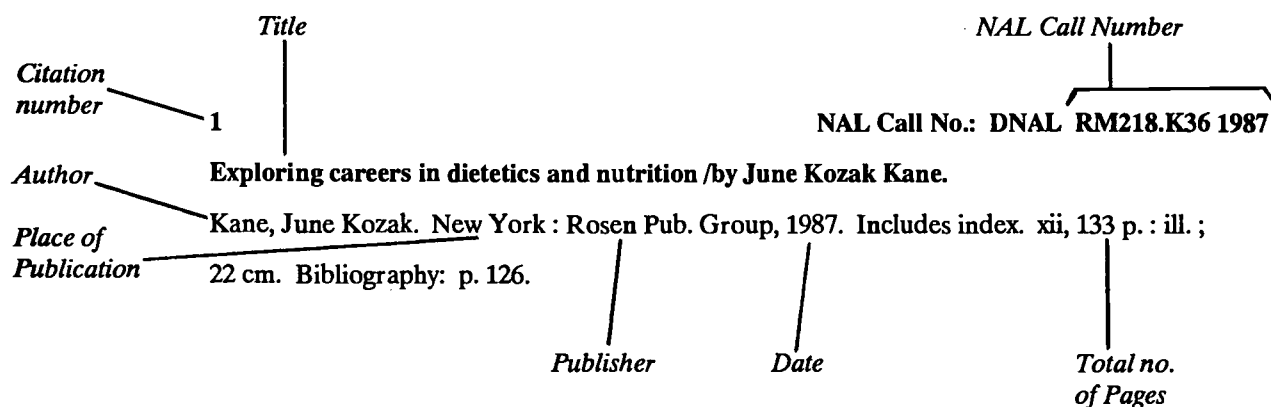 Title
NAL Call Number
Citation
number
1
NAL Call No.: DNAL RM218.K36 1987
Author
Exploring careers in dietetics and nutrition /by June Kozak Kane.
Kane, June Kozak. New York : Rosen Pub. Group, 1987. Includes index. xii, 133 p. : ill. ;
Place of
Publication
22 cm. Bibliography: p. 126.
Publisher
Date
Total no.
of Pages